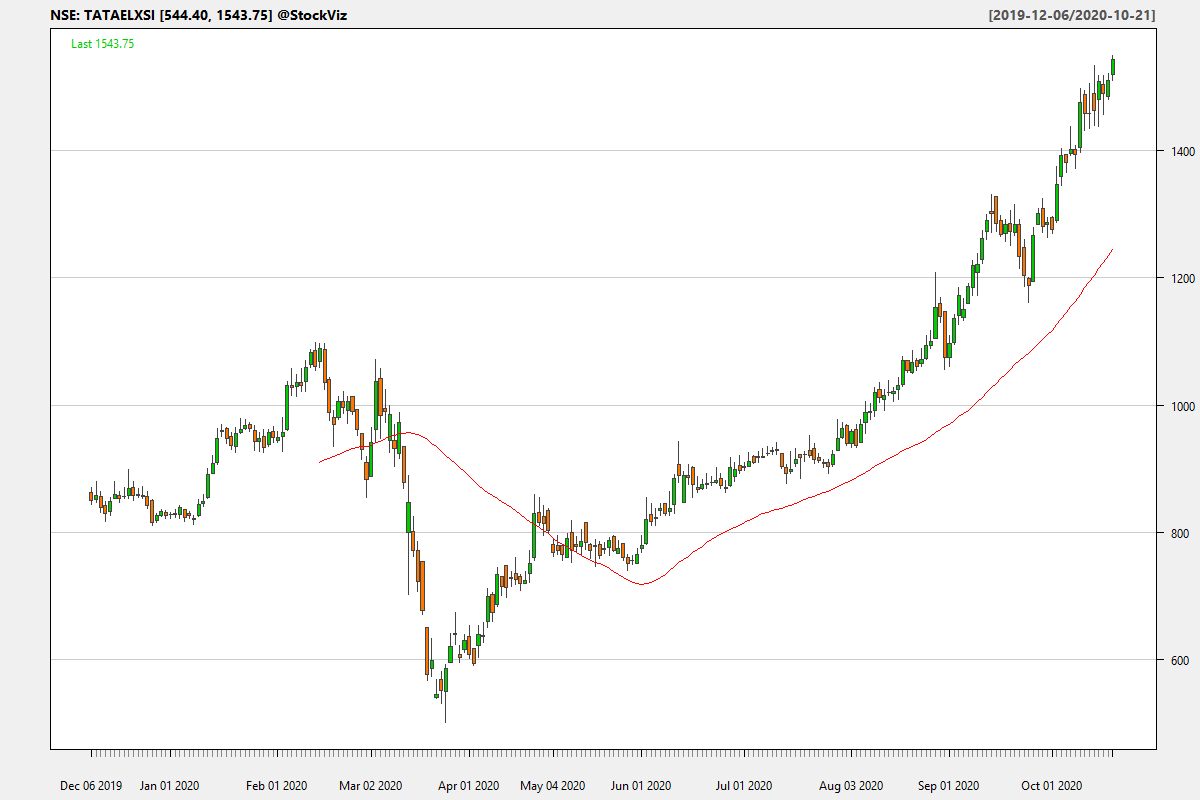 NSE: TATAELXSI [544.40, 1543.75] @StockViz [2019-12-06/2020-10-21]
Last 1543.75
1400
1200
1000
800
600
Dec 06 2019 Jan 01 2020 Feb 01 2020 Mar 02 2020 Apr 01 2020 May 04 2020 Jun 01 2020 Jul 01 2020 Aug 03 2020 Sep 01 2020 Oct 01 2020